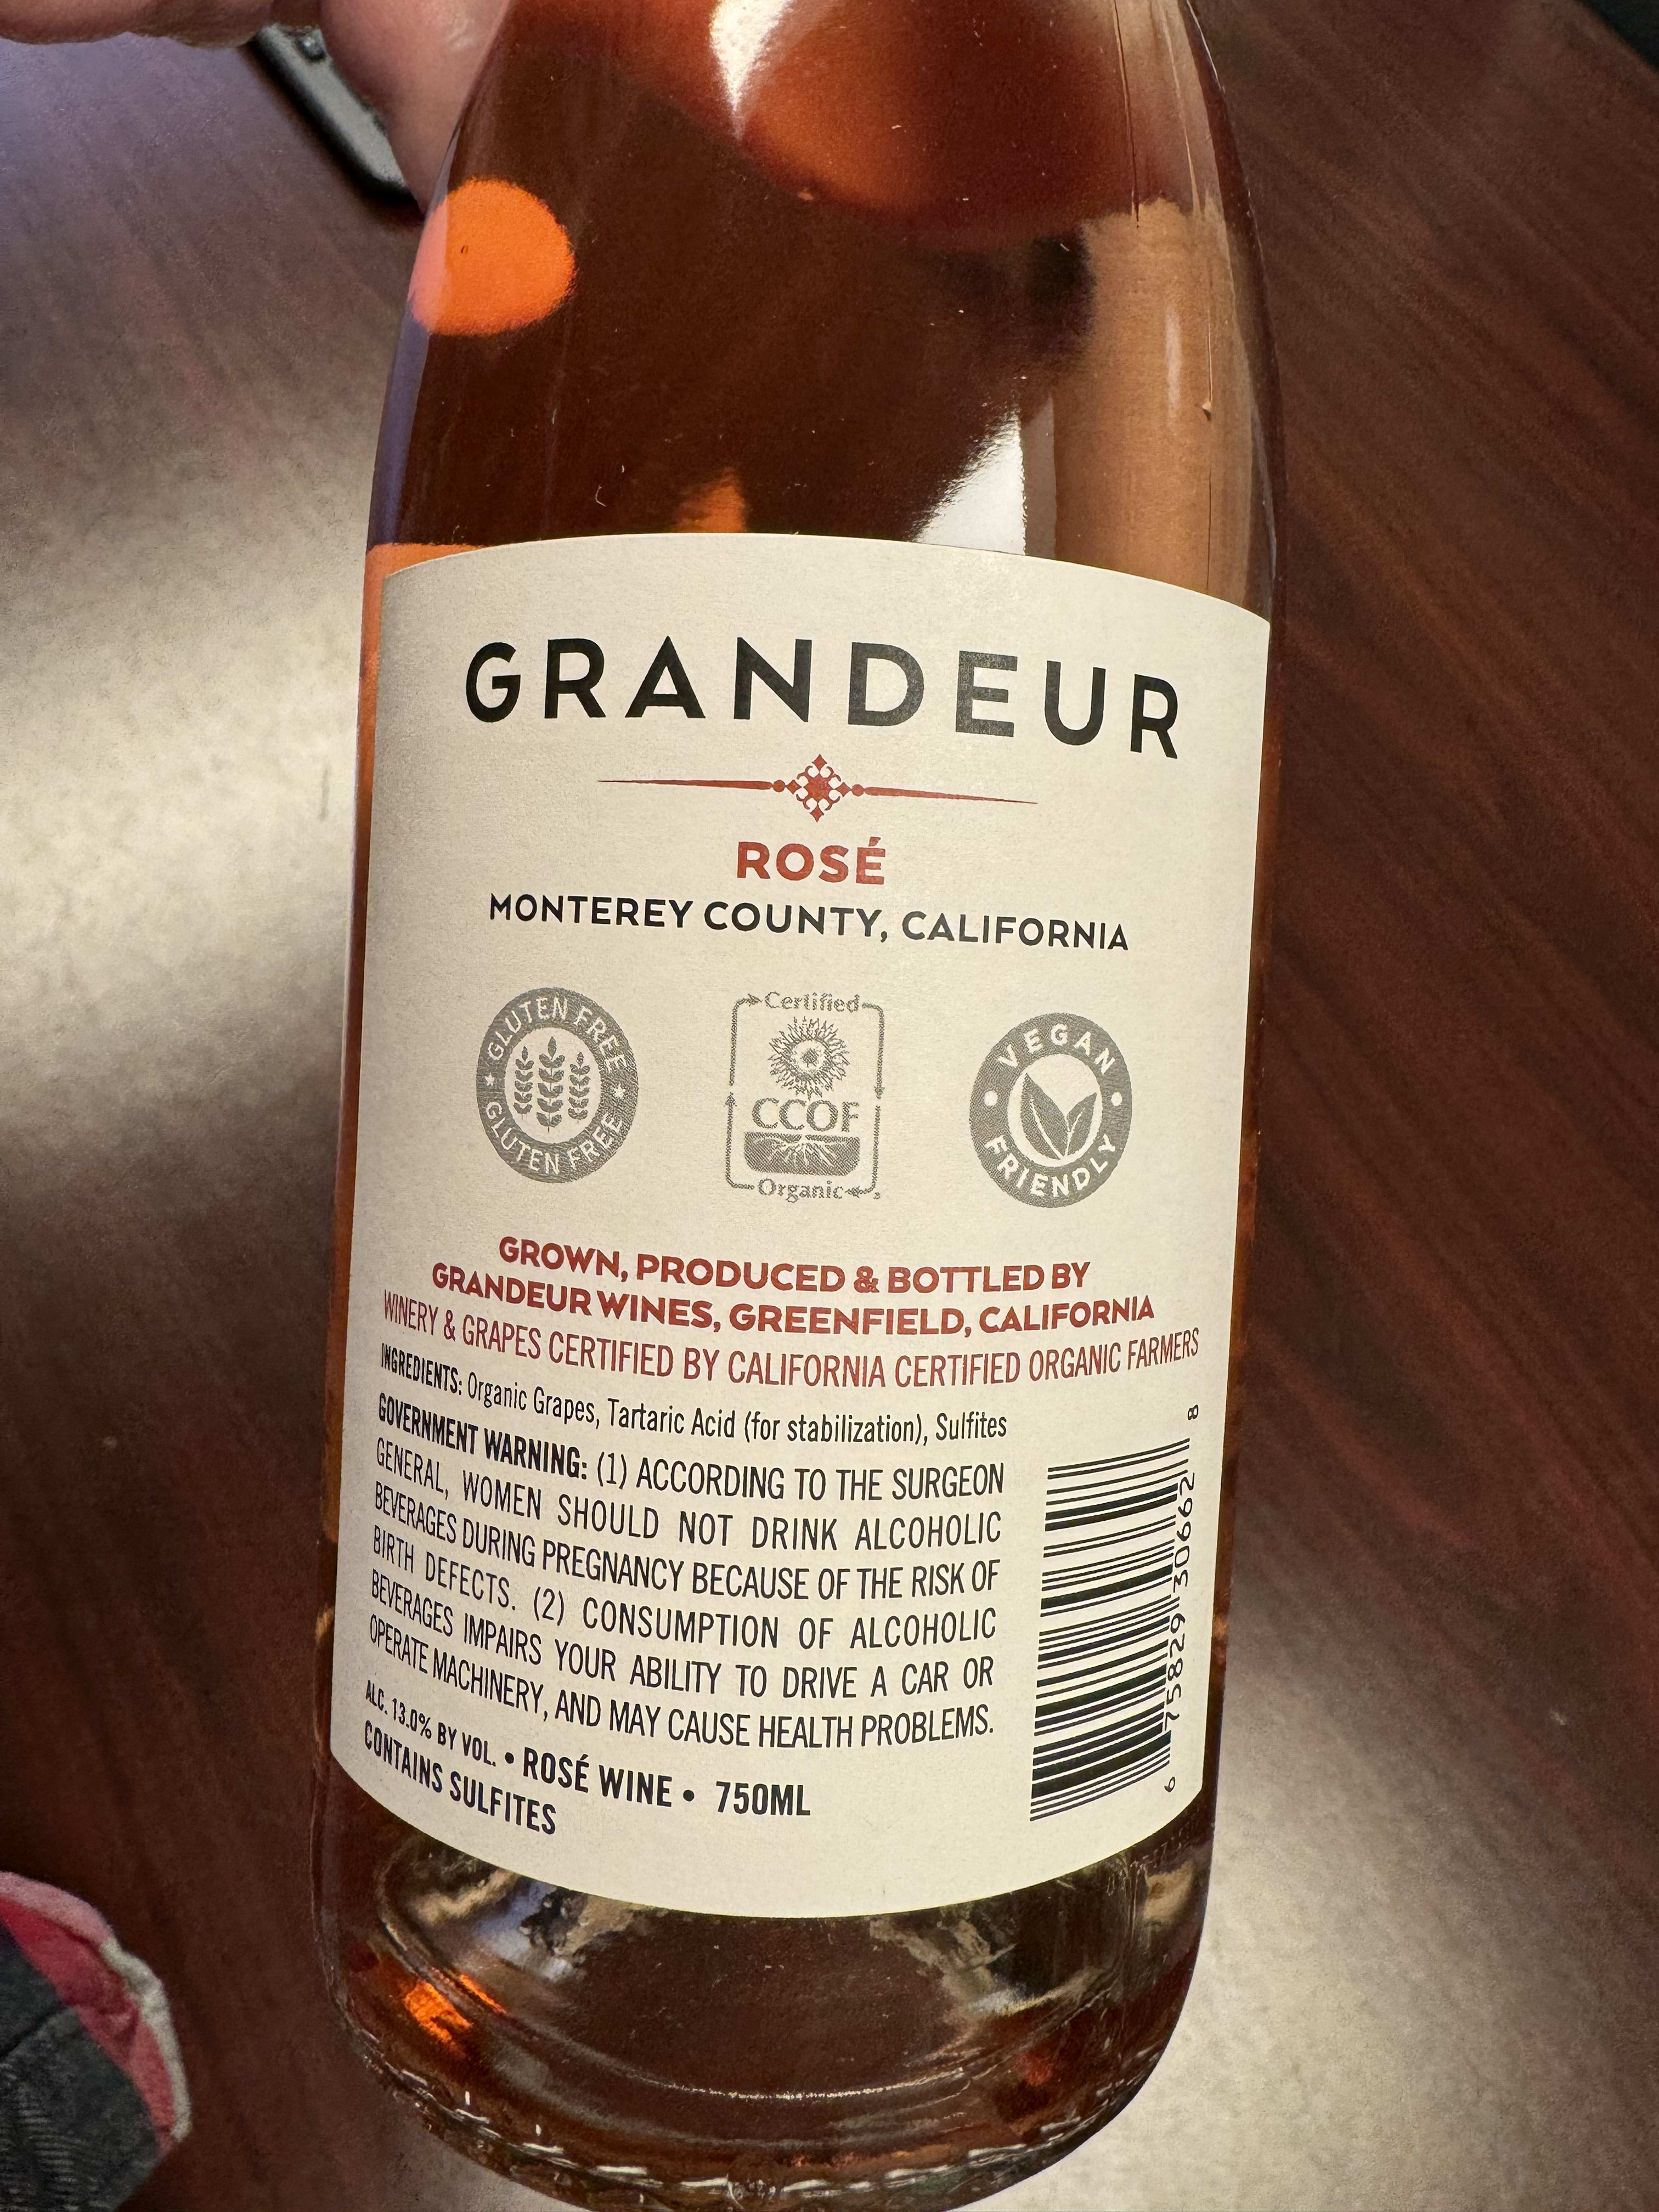 GRANDEUR
ROSÉ
MONTEREY COUNTY, CALIFORNIA
GLUTEN FREE
GLUTEN FREE
Certified
CCOF
Organic
VEGAN
FRIENDLY
GROWN, PRODUCED & BOTTLED BY
GRANDEUR WINES, GREENFIELD, CALIFORNIA
WINERY & GRAPES CERTIFIED BY CALIFORNIA CERTIFIED ORGANIC FARMERS
INGREDIENTS: Organic Grapes, Tartaric Acid (for stabilization), Sulfites
GOVERNMENT WARNING: (1) ACCORDING TO THE SURGEON
GENERAL, WOMEN SHOULD NOT DRINK ALCOHOLIC
BEVERAGES DURING PREGNANCY BECAUSE OF THE RISK OF
BIRTH DEFECTS. (2) CONSUMPTION OF ALCOHOLIC
BEVERAGES IMPAIRS YOUR ABILITY TO DRIVE A CAR OR
OPERATE MACHINERY, AND MAY CAUSE HEALTH PROBLEMS.
ALC. 13.0% BY VOL. • ROSÉ WINE • 750ML
CONTAINS SULFITES
6 75829 30662 8